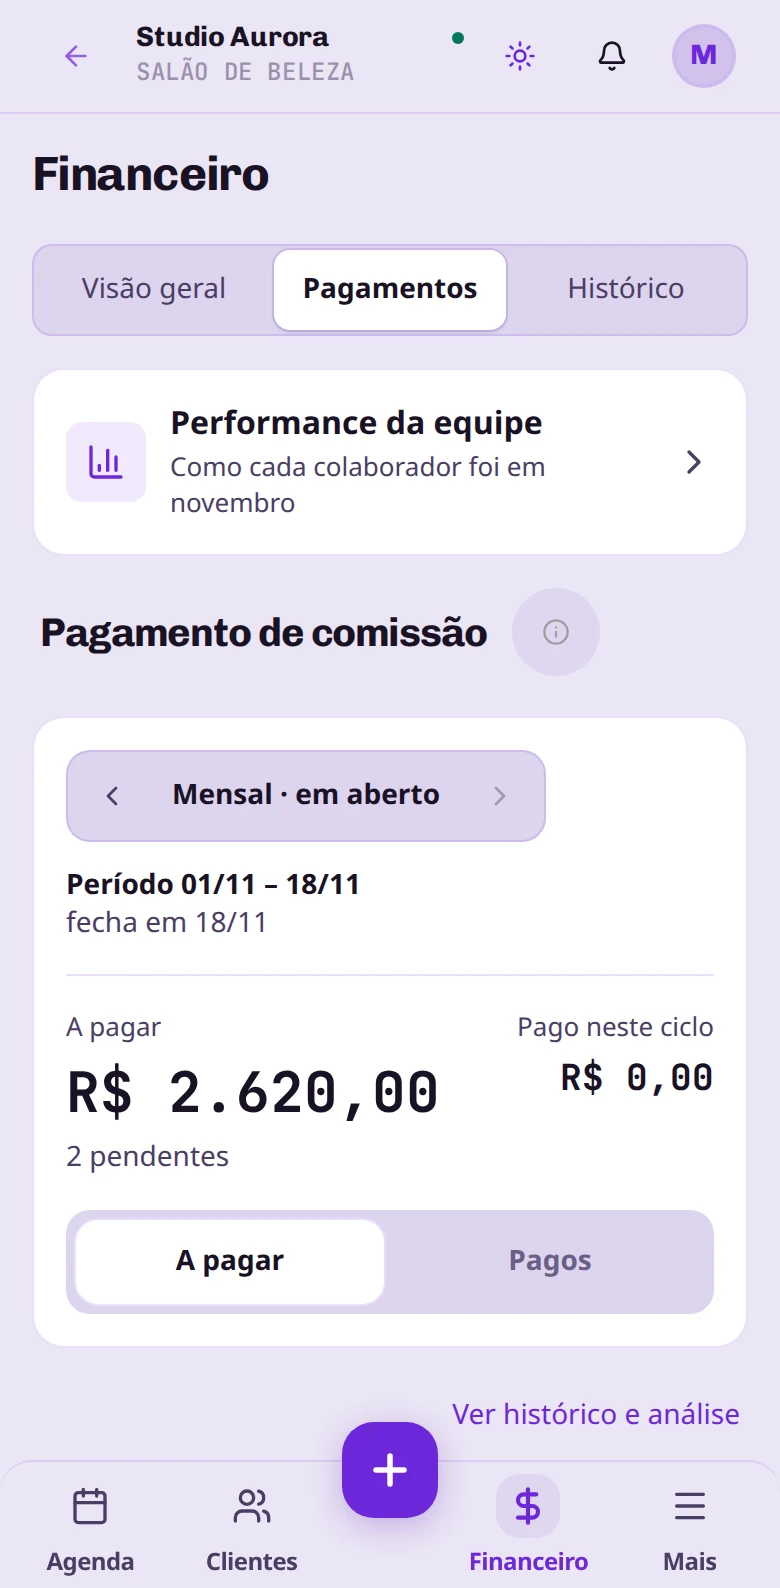 Studio Aurora
SALÃO DE BELEZA
M
Financeiro
Visão geral
Pagamentos
Histórico
Performance da equipe
Como cada colaborador foi em
novembro
Pagamento de comissão
Mensal · em aberto
Período 01/11 – 18/11
fecha em 18/11
A pagar
Pago neste ciclo
R$ 2.620,00
R$ 0,00
2 pendentes
A pagar
Pagos
Ver histórico e análise
Agenda
Clientes
Financeiro
Mais